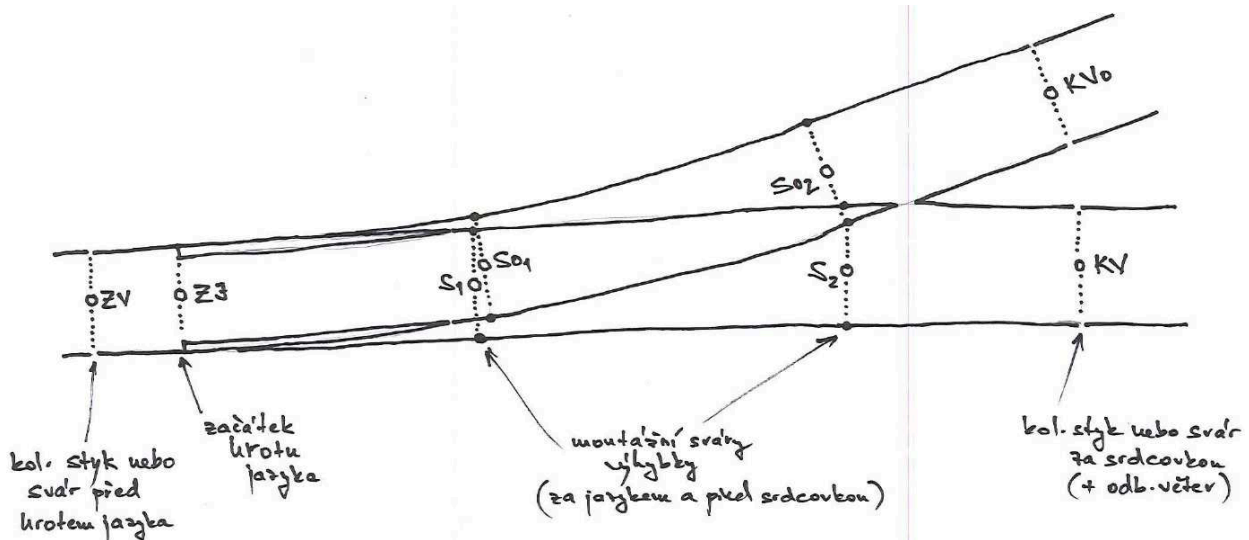 KVO
SO2
ZV
ZJ
S1
SO1
S2
KV
kol. styk nebo
svár před
hrotem jazyka
začátek
hrotu
jazyka
montážní sváry
výhybky
(za jazykem a před srdcovkou)
kol. styk nebo svár
za srdcovkou
(+ odb. větev)